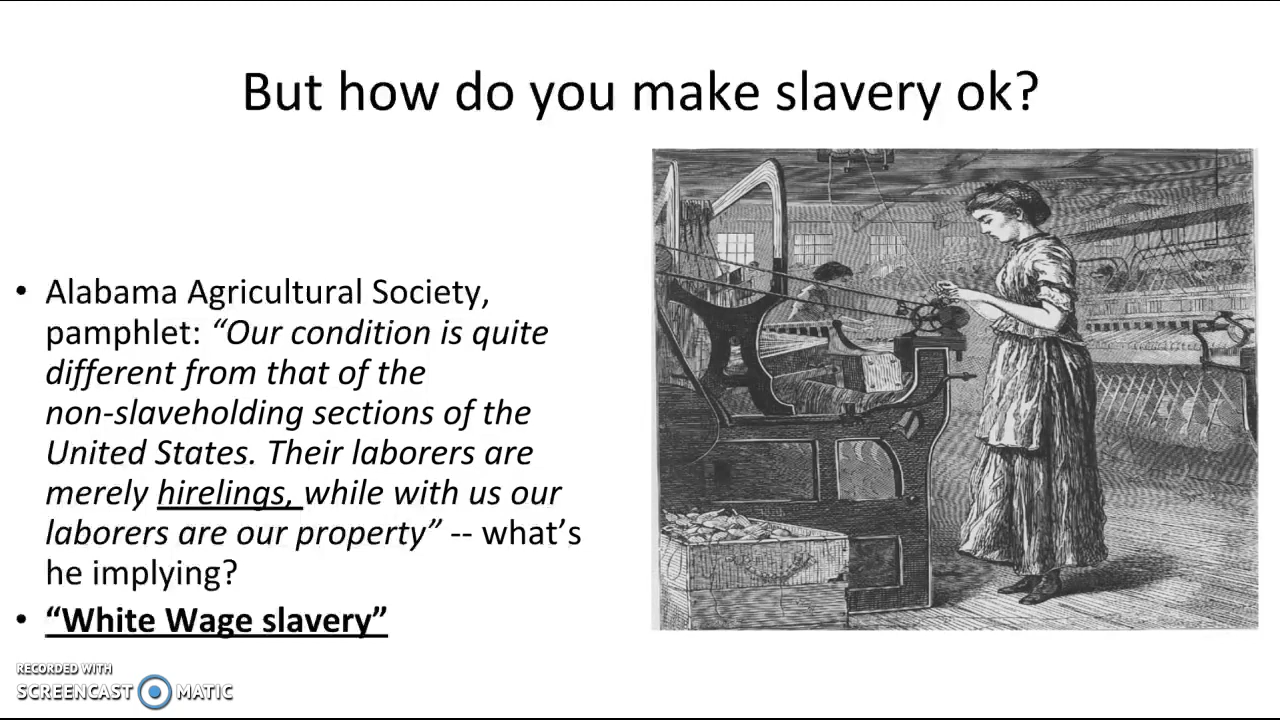 But how do you make slavery ok?
• Alabama Agricultural Society,
pamphlet: “Our condition is quite
different from that of the
non-slaveholding sections of the
United States. Their laborers are
merely hirelings, while with us our
laborers are our property” -- what’s
he implying?
• “White Wage slavery”
RECORDED WITH
SCREENCAST MATIC